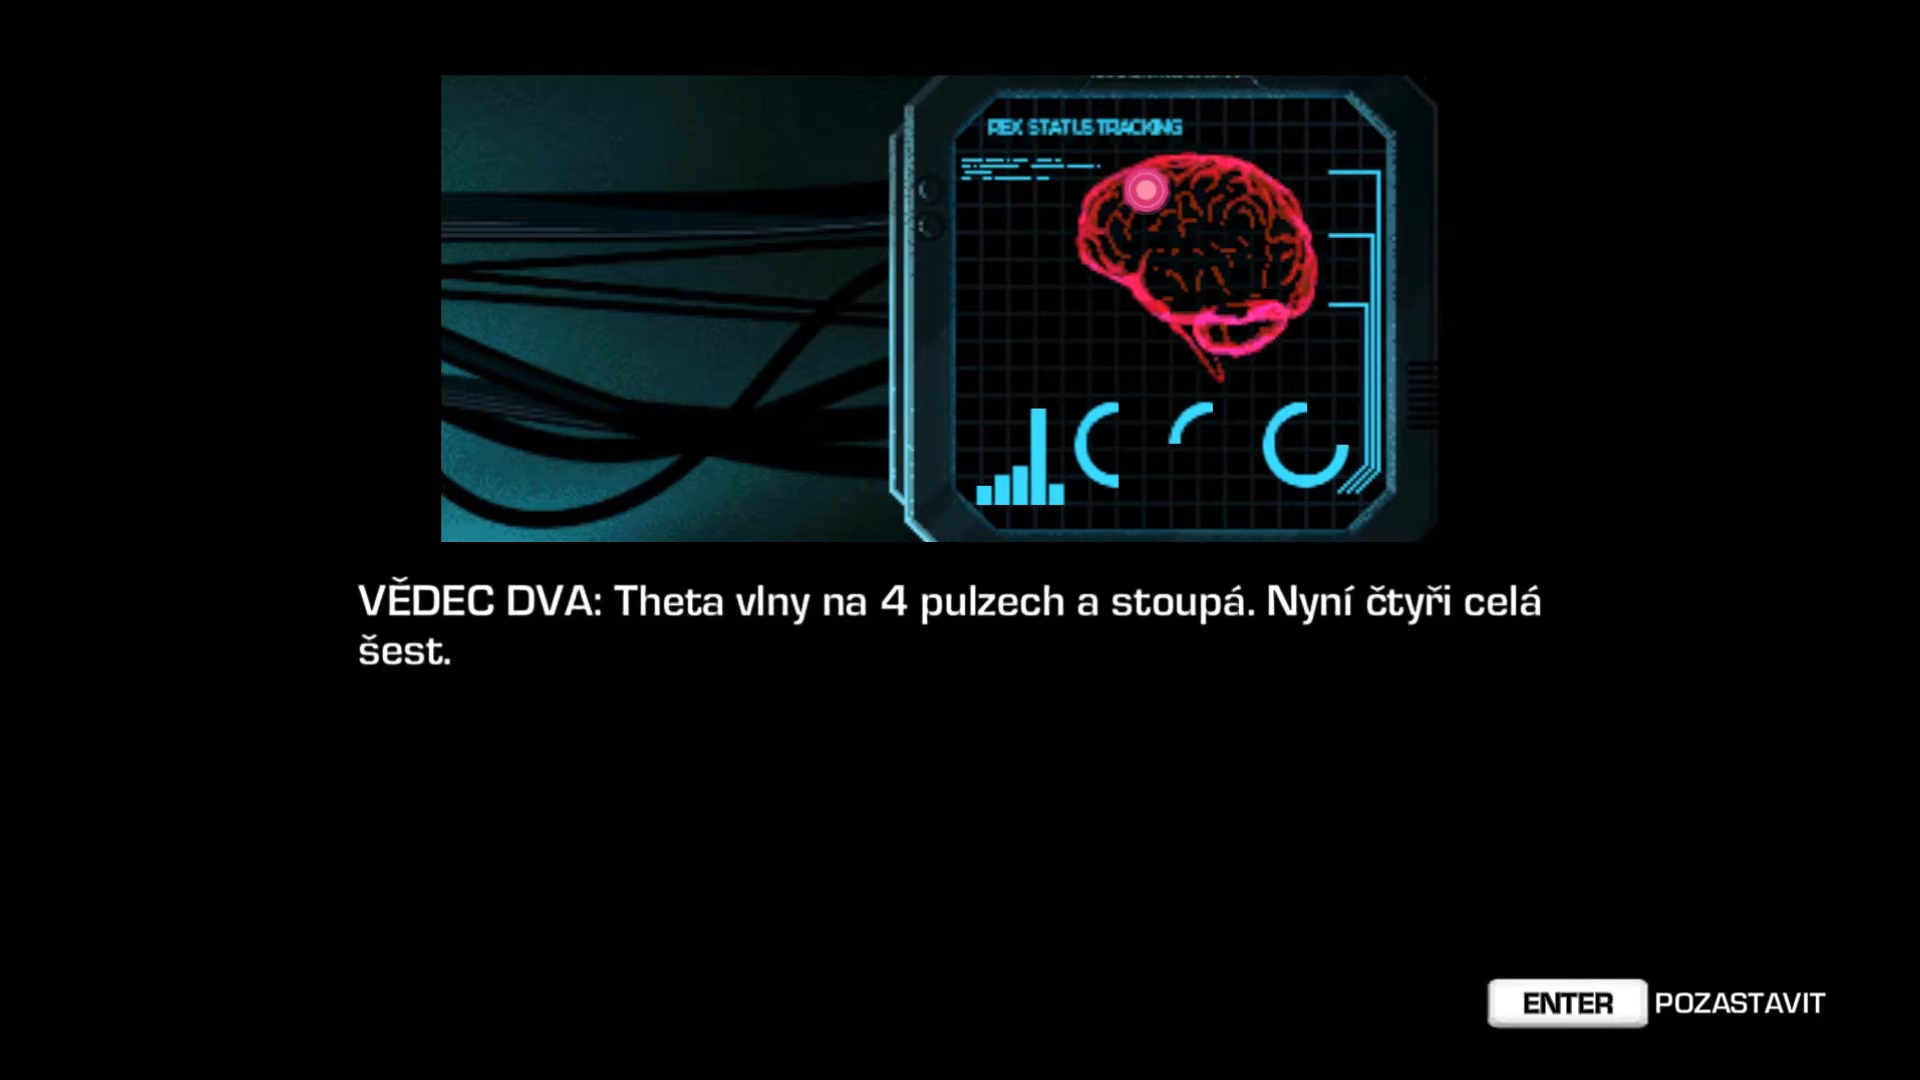 REX STATUS TRACKING
VĚDEC DVA: Theta vlny na 4 pulzech a stoupá. Nyní čtyři celá
šest.
ENTER POZASTAVIT